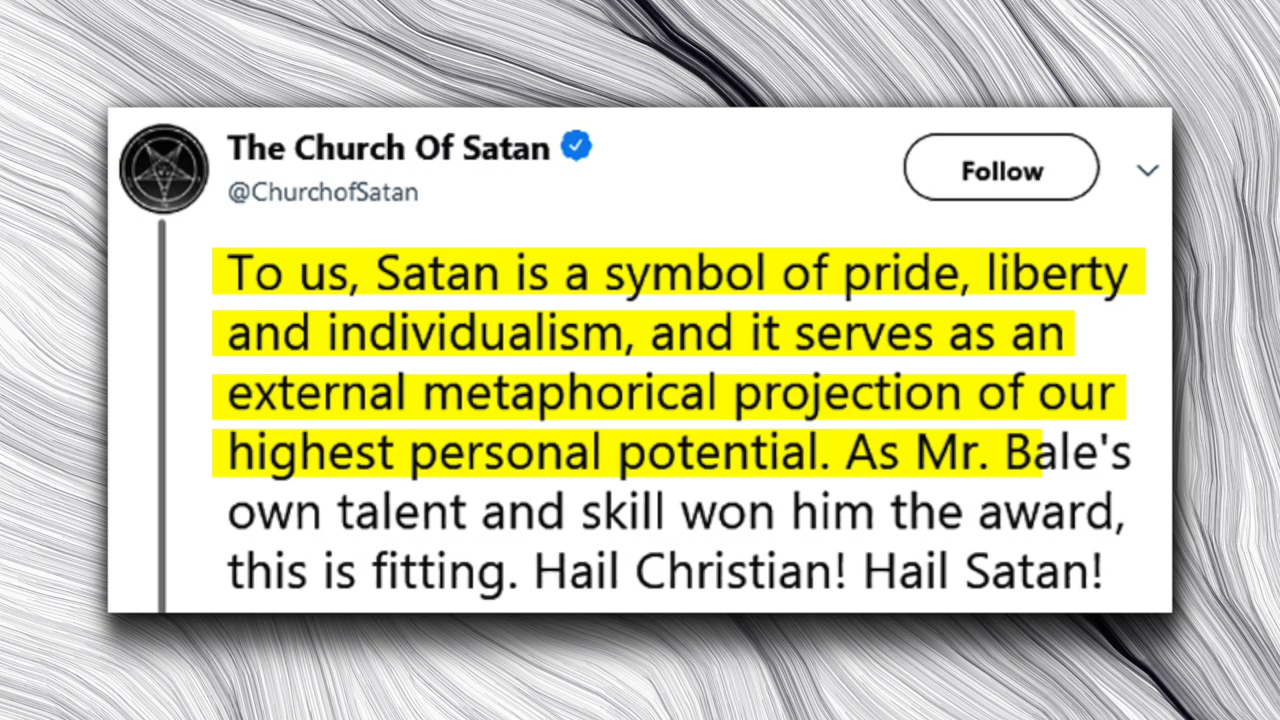 The Church Of Satan
@ChurchofSatan
Follow
To us, Satan is a symbol of pride, liberty
and individualism, and it serves as an
external metaphorical projection of our
highest personal potential. As Mr. Bale's
own talent and skill won him the award,
this is fitting. Hail Christian! Hail Satan!